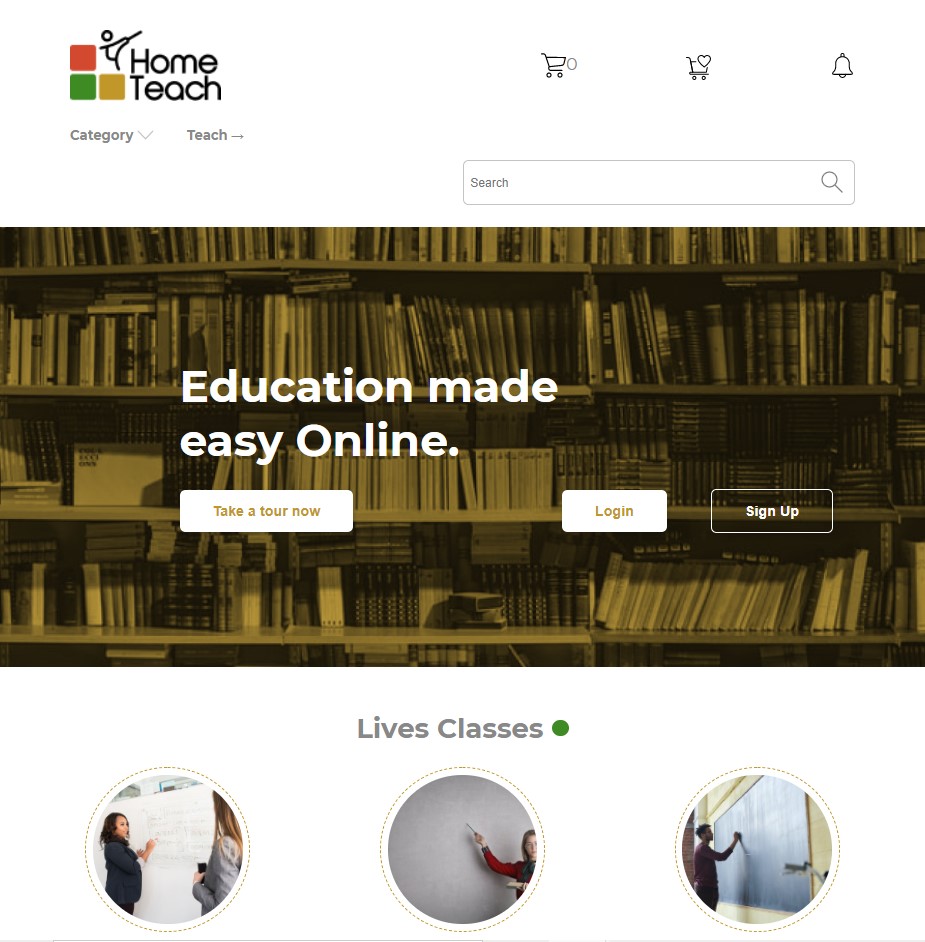 Home
Teach
0
Category
Teach →
Search
Education made
easy Online.
Take a tour now
Login
Sign Up
Lives Classes